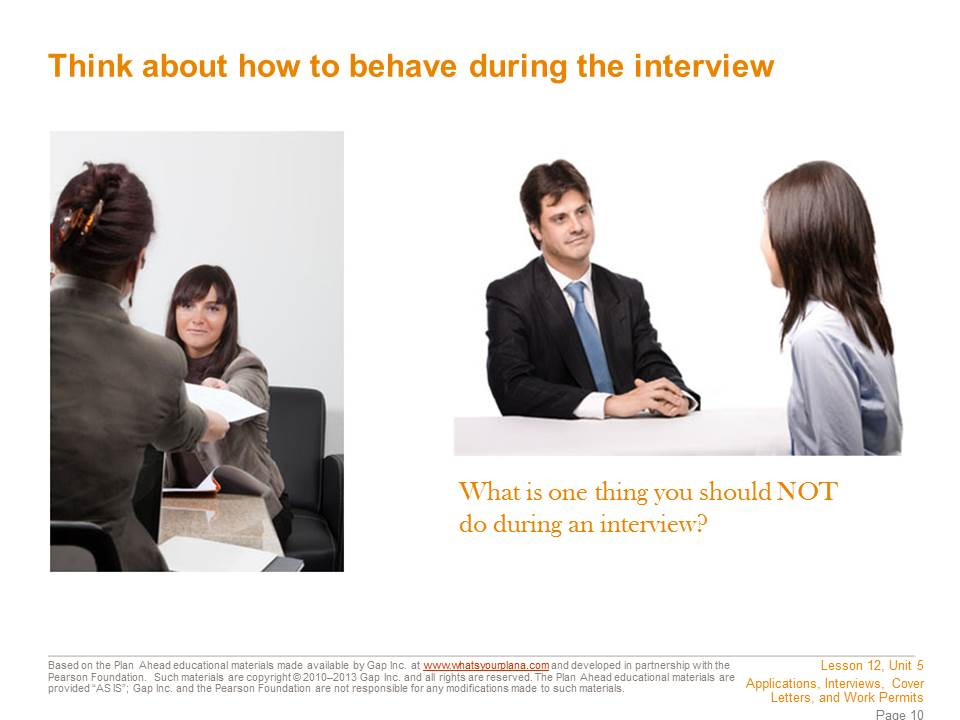 Think about how to behave during the interview
What is one thing you should NOT
do during an interview?
Based on the Plan Ahead educational materials made available by Gap Inc. at www.whatsyourplana.com and developed in partnership with the
Pearson Foundation. Such materials are copyright © 2010–2013 Gap Inc. and all rights are reserved. The Plan Ahead educational materials are
provided “AS IS”; Gap Inc. and the Pearson Foundation are not responsible for any modifications made to such materials.
Lesson 12, Unit 5
Applications, Interviews, Cover
Letters, and Work Permits
Page 10